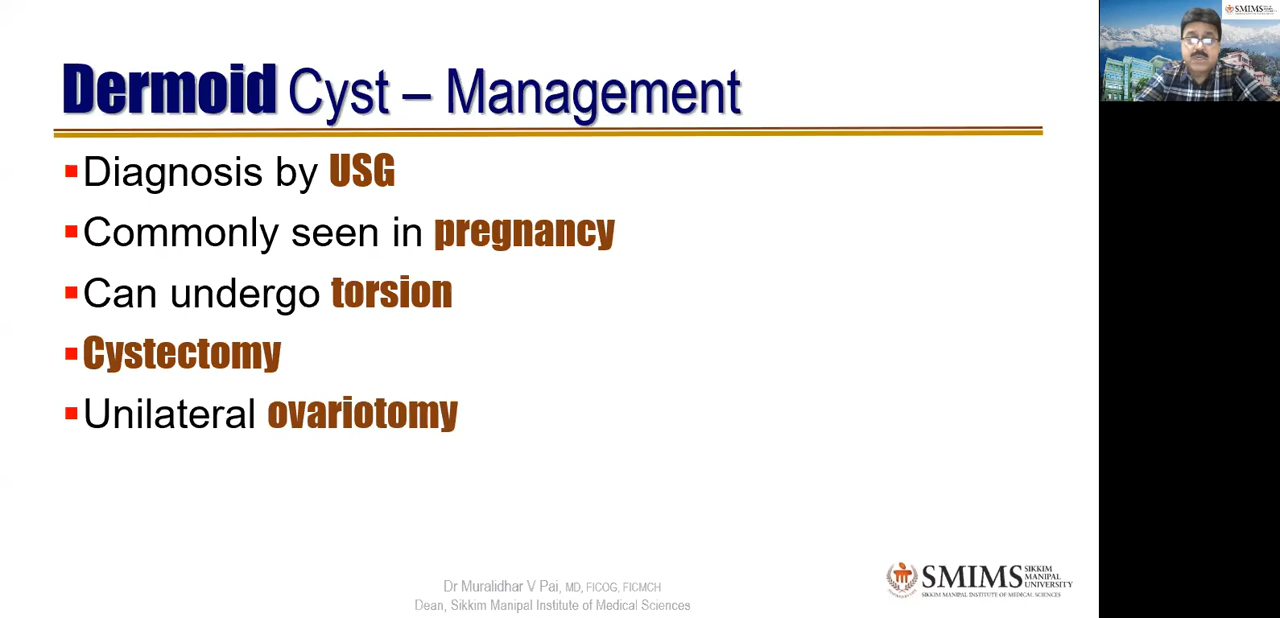 Dermoid Cyst – Management
Diagnosis by USG
Commonly seen in pregnancy
Can undergo torsion
Cystectomy
Unilateral ovariotomy
Dr Muralidhar V Pai, MD, FICOG, FICMCH
Dean, Sikkim Manipal Institute of Medical Sciences
SMIMS
SIKKIM
MANIPAL
UNIVERSITY
SIKKIM MANIPAL INSTITUTE OF MEDICAL SCIENCES
SMIMS